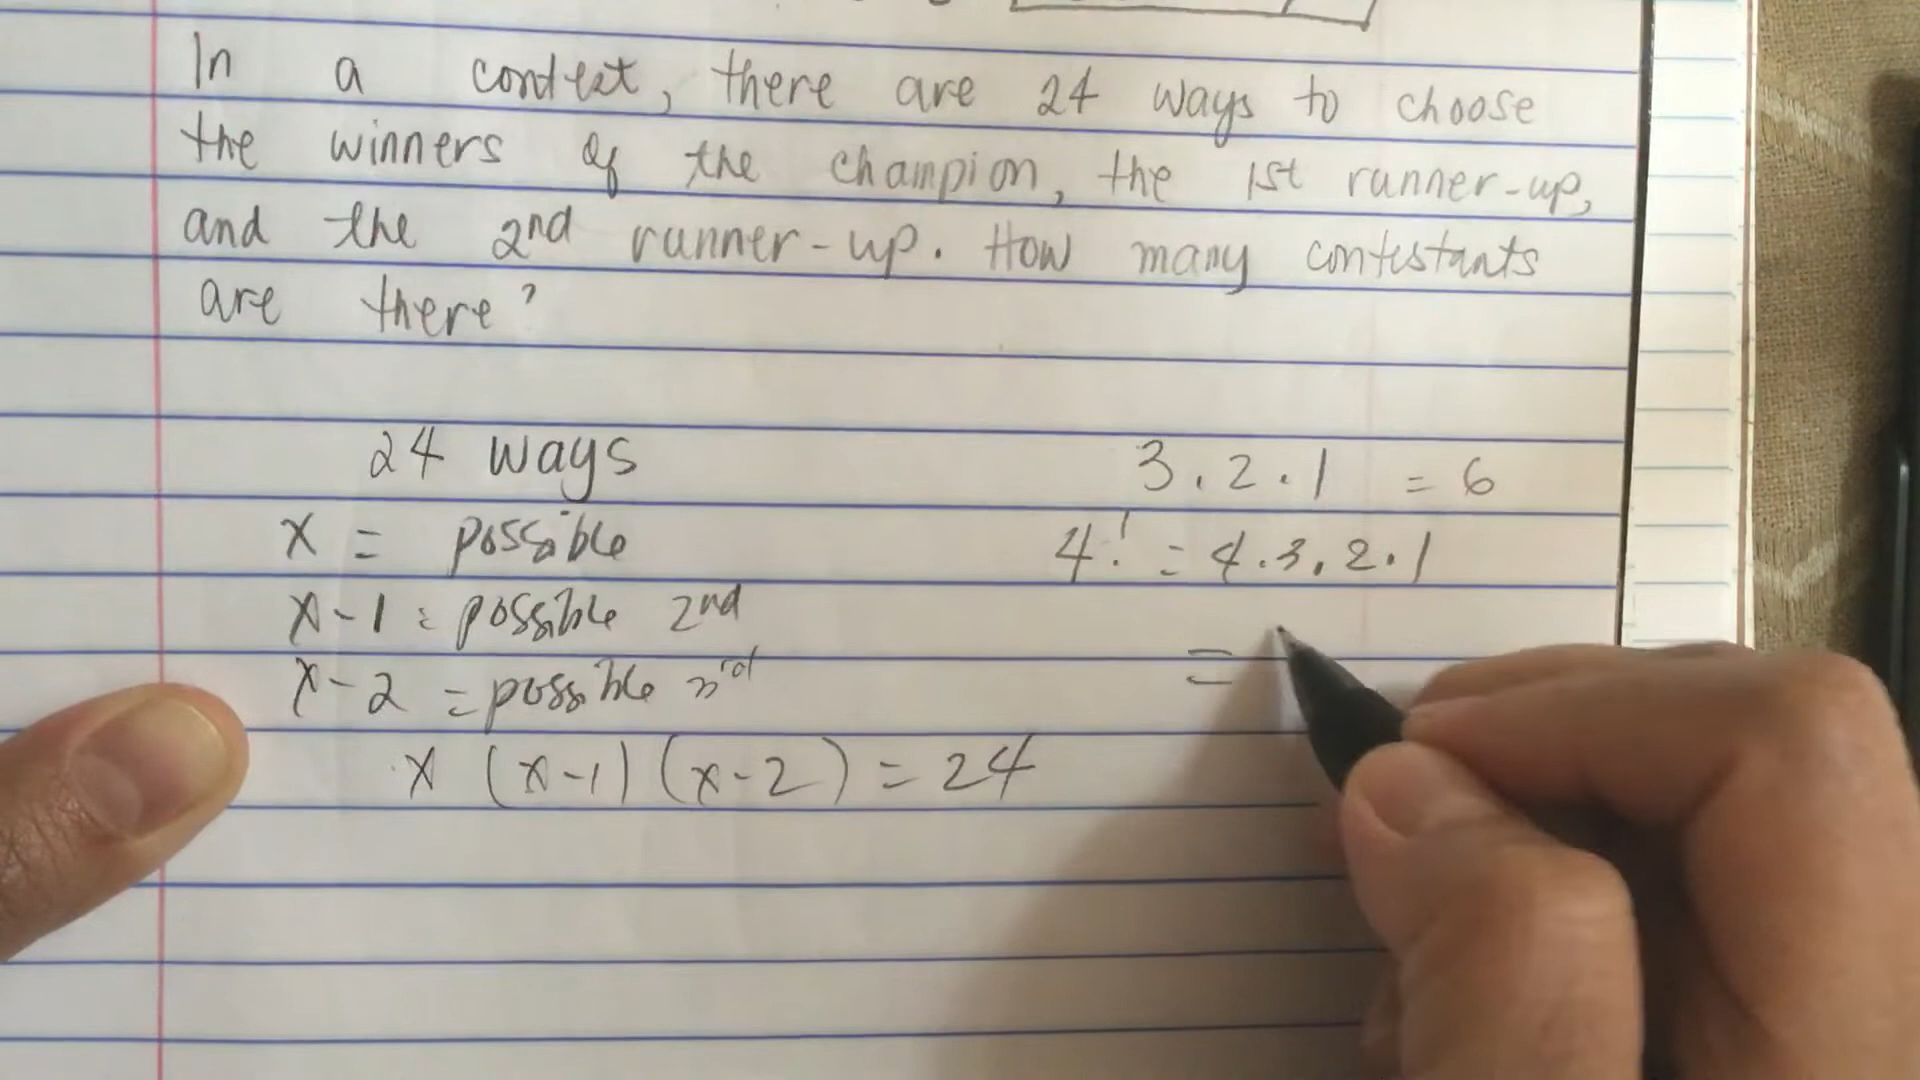 In a contest, there are 24 ways to choose
the winners of the champion, the 1st runner-up,
and the 2nd runner-up. How many contestants
are there?
24 ways
x = possible
x-1 = possible 2nd
x-2 = possible 3rd
x (x-1) (x-2) = 24
3.2.1 = 6
4! = 4.3.2.1
=